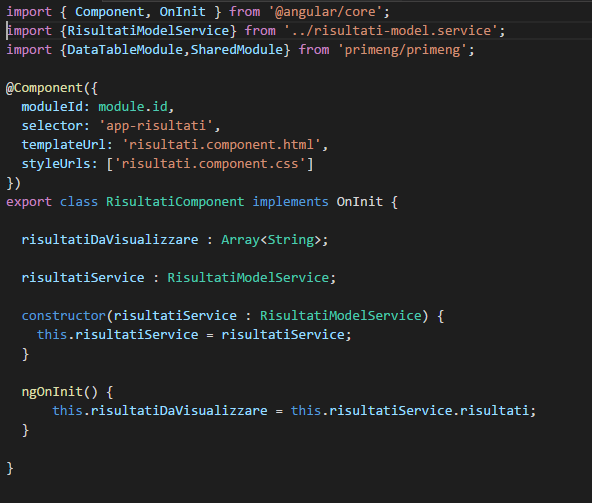 import { Component, OnInit } from '@angular/core';
import {RisultatiModelService} from '../risultati-model.service';
import {DataTableModule,SharedModule} from 'primeng/primeng';
@Component({
  moduleId: module.id,
  selector: 'app-risultati',
  templateUrl: 'risultati.component.html',
  styleUrls: ['risultati.component.css']
})
export class RisultatiComponent implements OnInit {
  risultatiDaVisualizzare : Array<String>;
  risultatiService : RisultatiModelService;
  constructor(risultatiService : RisultatiModelService) {
    this.risultatiService = risultatiService;
  }
  ngOnInit() {
      this.risultatiDaVisualizzare = this.risultatiService.risultati;
  }
}